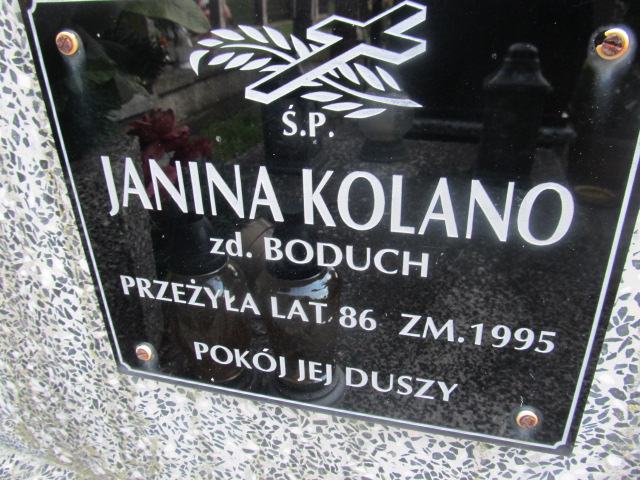 Ś.P.
JANINA KOLANO
zd. BODUCH
PRZEŻYŁA LAT 86 ZM.1995
POKÓJ JEJ DUSZY